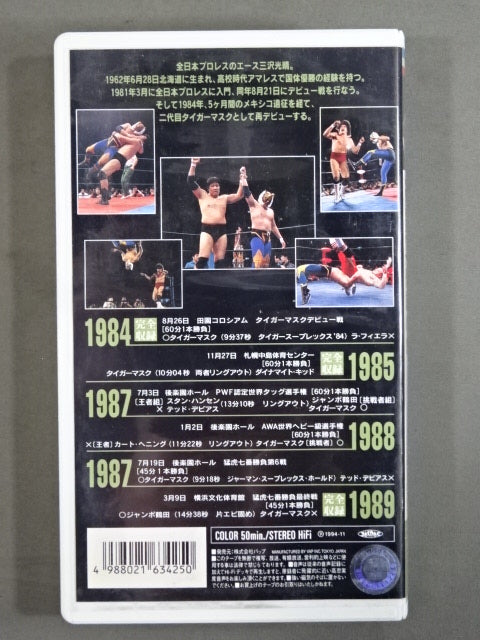 全日本プロレスのエース三沢光晴。
1962年6月28日北海道に生まれ、高校時代アマレスで国体優勝の経験を持つ。
1981年3月に全日本プロレスに入門、同年8月21日にデビュー戦を行なう。
そして1984年、5ヶ月間のメキシコ遠征を経て、
二代目タイガーマスクとして再デビューする。
1984 完全収録 8月26日 田園コロシアム タイガーマスクデビュー戦
[60分1本勝負]
○タイガーマスク(9分37秒 タイガースープレックス'84)ラ・フィエラ×
11月27日 札幌中島体育センター
[60分1本勝負] 完全収録 1985
タイガーマスク(10分04秒 両者リングアウト)ダイナマイト・キッド
1987 7月3日 後楽園ホール PWF認定世界タッグ選手権 [60分1本勝負]
[王者組] スタン・ハンセン (13分10秒 リングアウト) ジャンボ鶴田 [挑戦者組]
× テッド・デビアス タイガーマスク ○
1月2日 後楽園ホール AWA世界ヘビー級選手権
[60分1本勝負] 1988
×[王者]カート・ヘニング(11分22秒 リングアウト)タイガーマスク[挑戦者]○
1987 7月19日 後楽園ホール 猛虎七番勝負第6戦
[45分1本勝負]
○タイガーマスク(9分18秒 ジャーマン・スープレックス・ホールド)テッド・デビアス×
3月9日 横浜文化体育館 猛虎七番勝負最終戦
[45分1本勝負] 完全収録 1989
○ジャンボ鶴田(14分38秒 片エビ固め)タイガーマスク×
COLOR 50min./STEREO HiFi
Ⓟ1994-11
発売元:株式会社バップ MANUFACTURED BY VAP INC. TOKYO, JAPAN
4 988021 634250